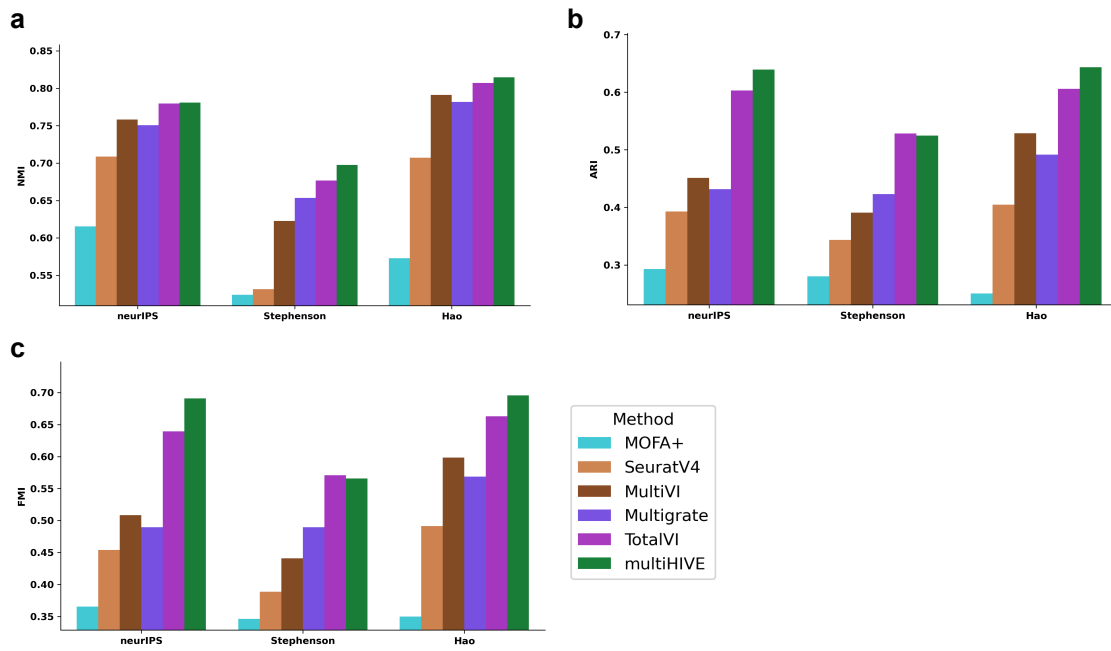 a
0.85
0.80
0.75
0.70
0.65
0.60
0.55
NMI
neurIPS Stephenson Hao
b
0.7
0.6
0.5
0.4
0.3
ARI
neurIPS Stephenson Hao
c
0.70
0.65
0.60
0.55
0.50
0.45
0.40
0.35
FMI
neurIPS Stephenson Hao
Method
MOFA+
SeuratV4
MultiVI
Multigrate
TotalVI
multiHIVE